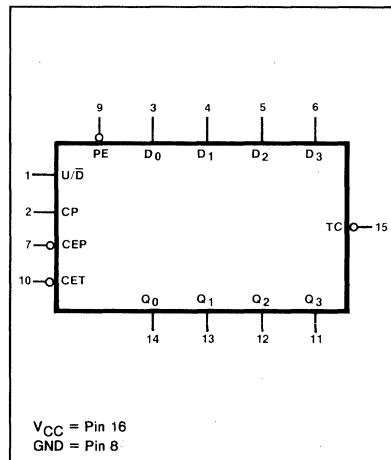 9 3 4 5 6
PE D0 D1 D2 D3
1 U/D̅
2 CP
TC 15
7 CEP
10 CET
Q0 Q1 Q2 Q3
14 13 12 11
VCC = Pin 16
GND = Pin 8